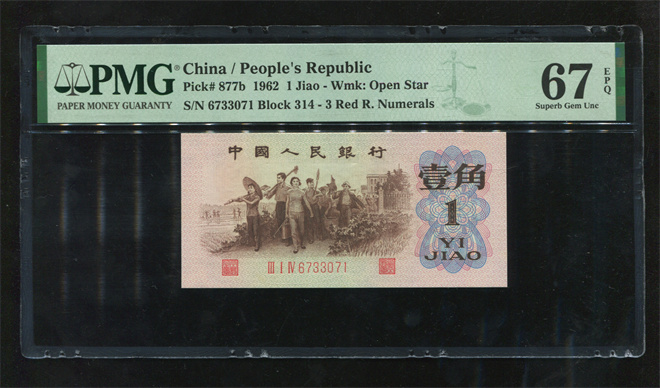 PMG
PAPER MONEY GUARANTY
China / People's Republic
Pick# 877b 1962 1 Jiao - Wmk: Open Star
S/N 6733071 Block 314 - 3 Red R. Numerals
67 EPQ
Superb Gem Unc
中國人民銀行
壹角
1
YI
JIAO
III I IV 6733071